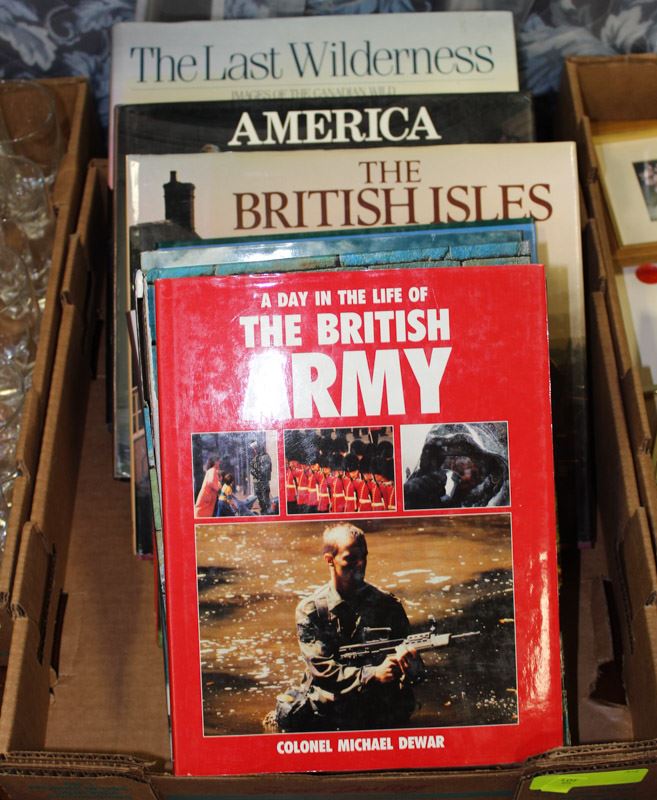 The Last Wilderness
IMAGES OF THE CANADIAN WILD
AMERICA
THE
BRITISH ISLES
A DAY IN THE LIFE OF
THE BRITISH
ARMY
COLONEL MICHAEL DEWAR